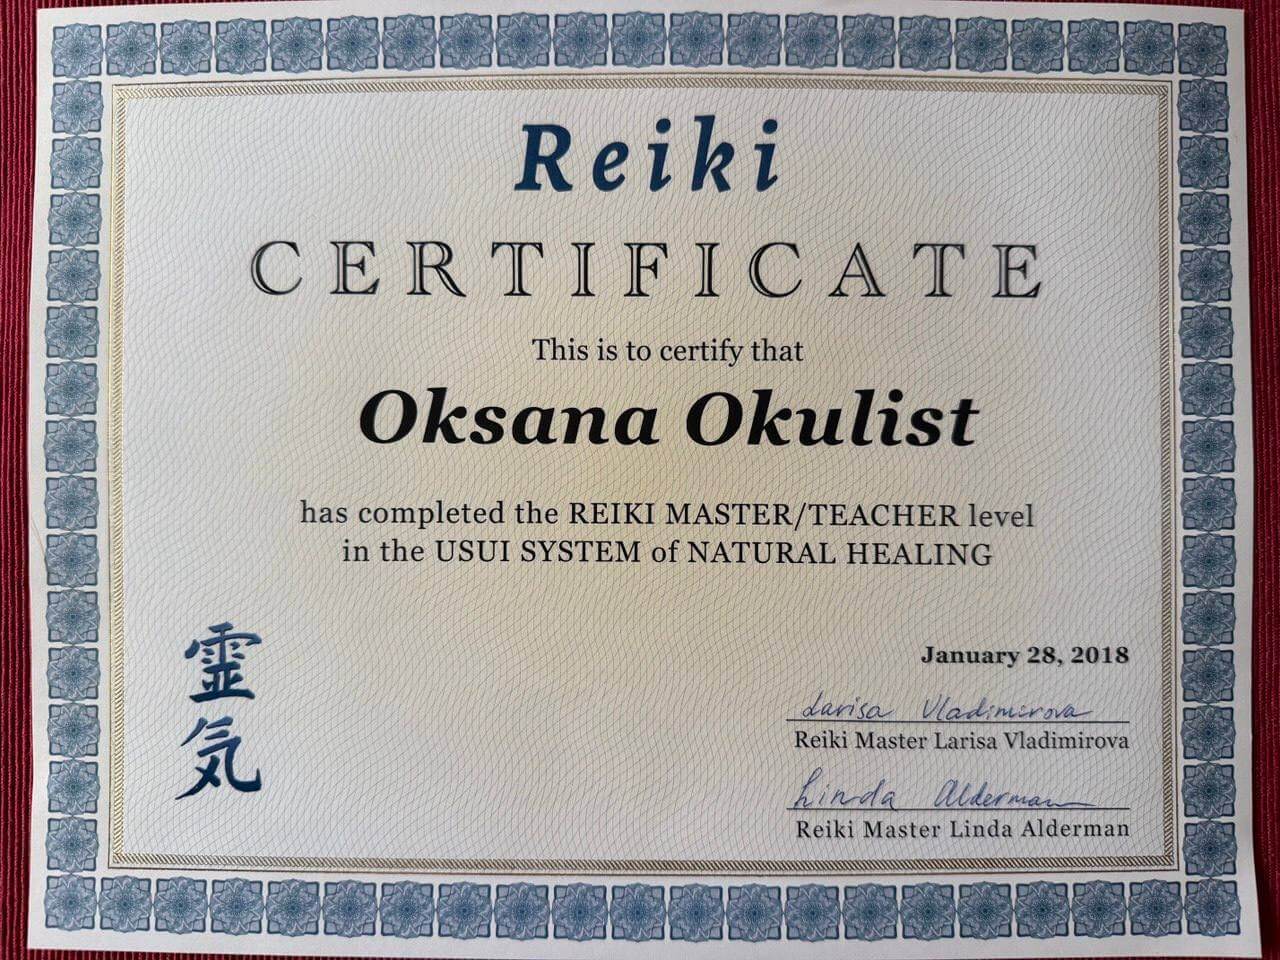 Reiki
CERTIFICATE
This is to certify that
Oksana Okulist
has completed the REIKI MASTER/TEACHER level
in the USUI SYSTEM of NATURAL HEALING
靈
気
January 28, 2018
Larisa Vladimirova
Reiki Master Larisa Vladimirova
Linda Alderman
Reiki Master Linda Alderman